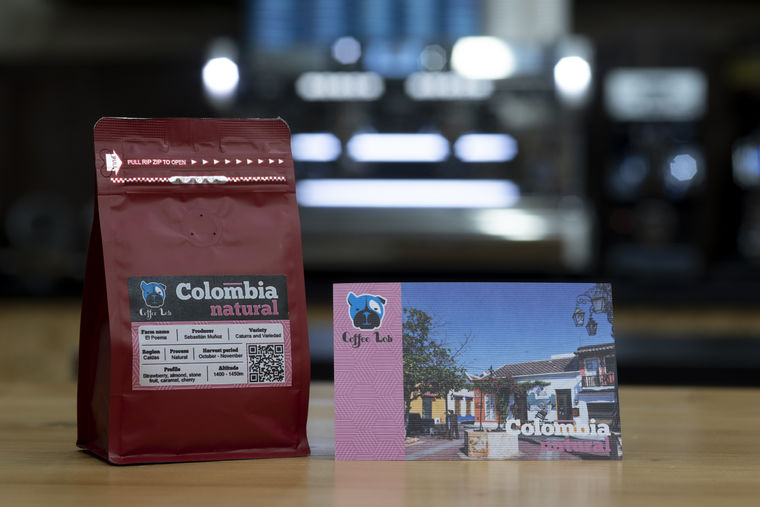 PULL RIP ZIP TO OPEN
Coffee Lab
Colombia
natural
Farm name
El Poema
Producer
Sebastián Muñoz
Variety
Caturra and Variedad
Region
Caldas
Process
Natural
Harvest period
October - November
Profile
Strawberry, almond, stone
fruit, caramel, cherry
Altitude
1400 - 1450m
Coffee Lab
Colombia
natural